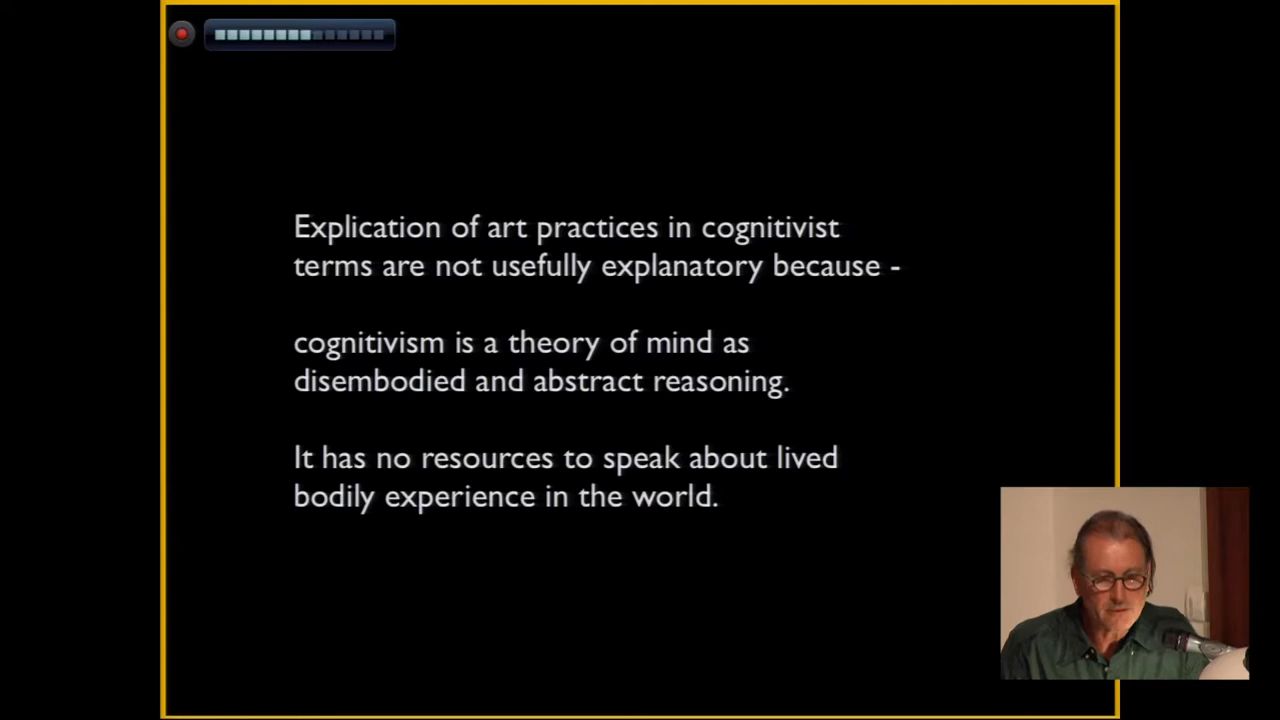 Explication of art practices in cognitivist
terms are not usefully explanatory because -
cognitivism is a theory of mind as
disembodied and abstract reasoning.
It has no resources to speak about lived
bodily experience in the world.